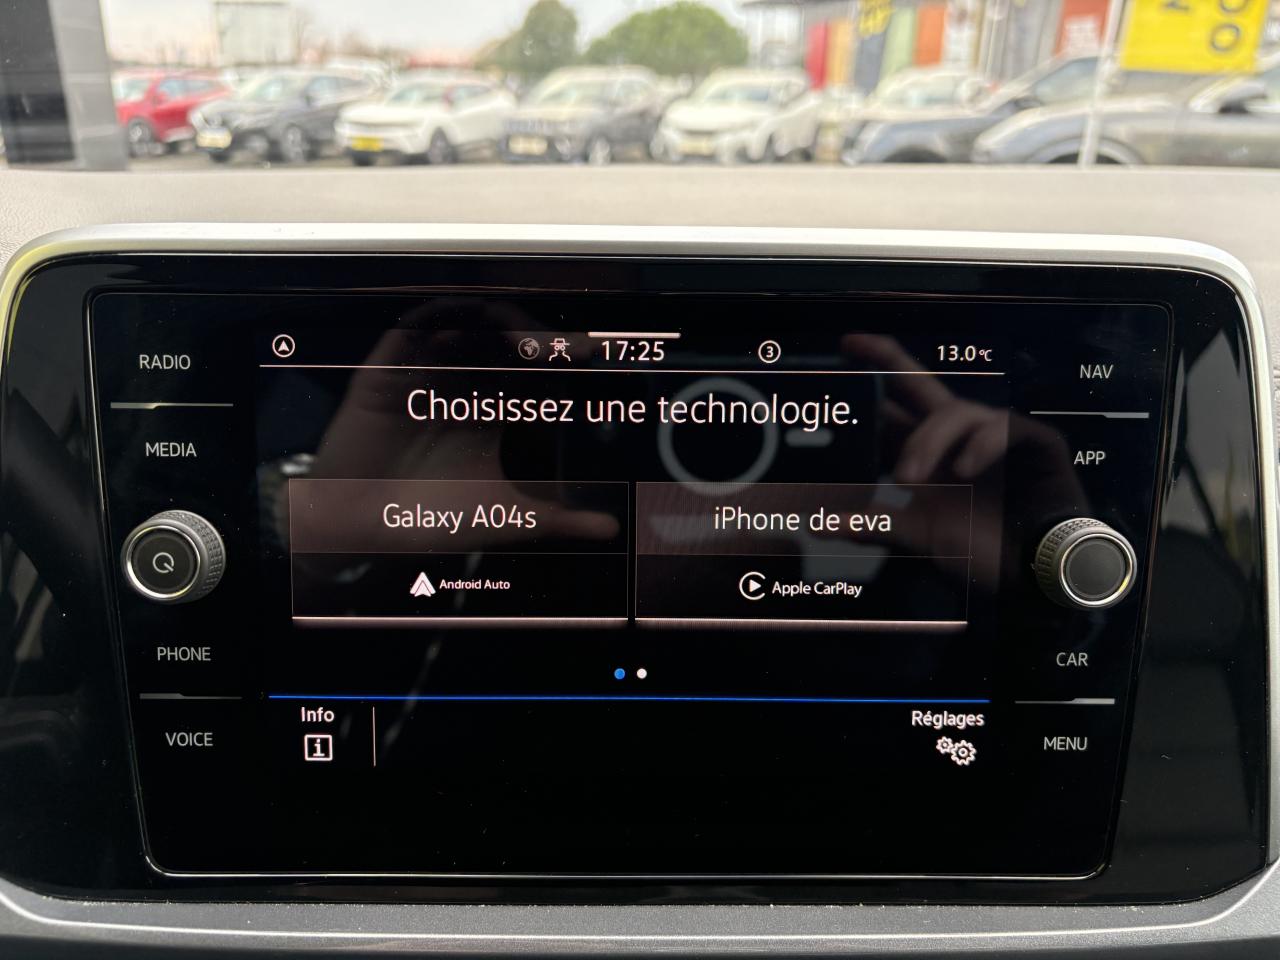 RADIO
MEDIA
PHONE
VOICE
17:25
3
13.0°C
Choisissez une technologie.
Galaxy A04s
Android Auto
iPhone de eva
Apple CarPlay
Info
i
Réglages
NAV
APP
CAR
MENU